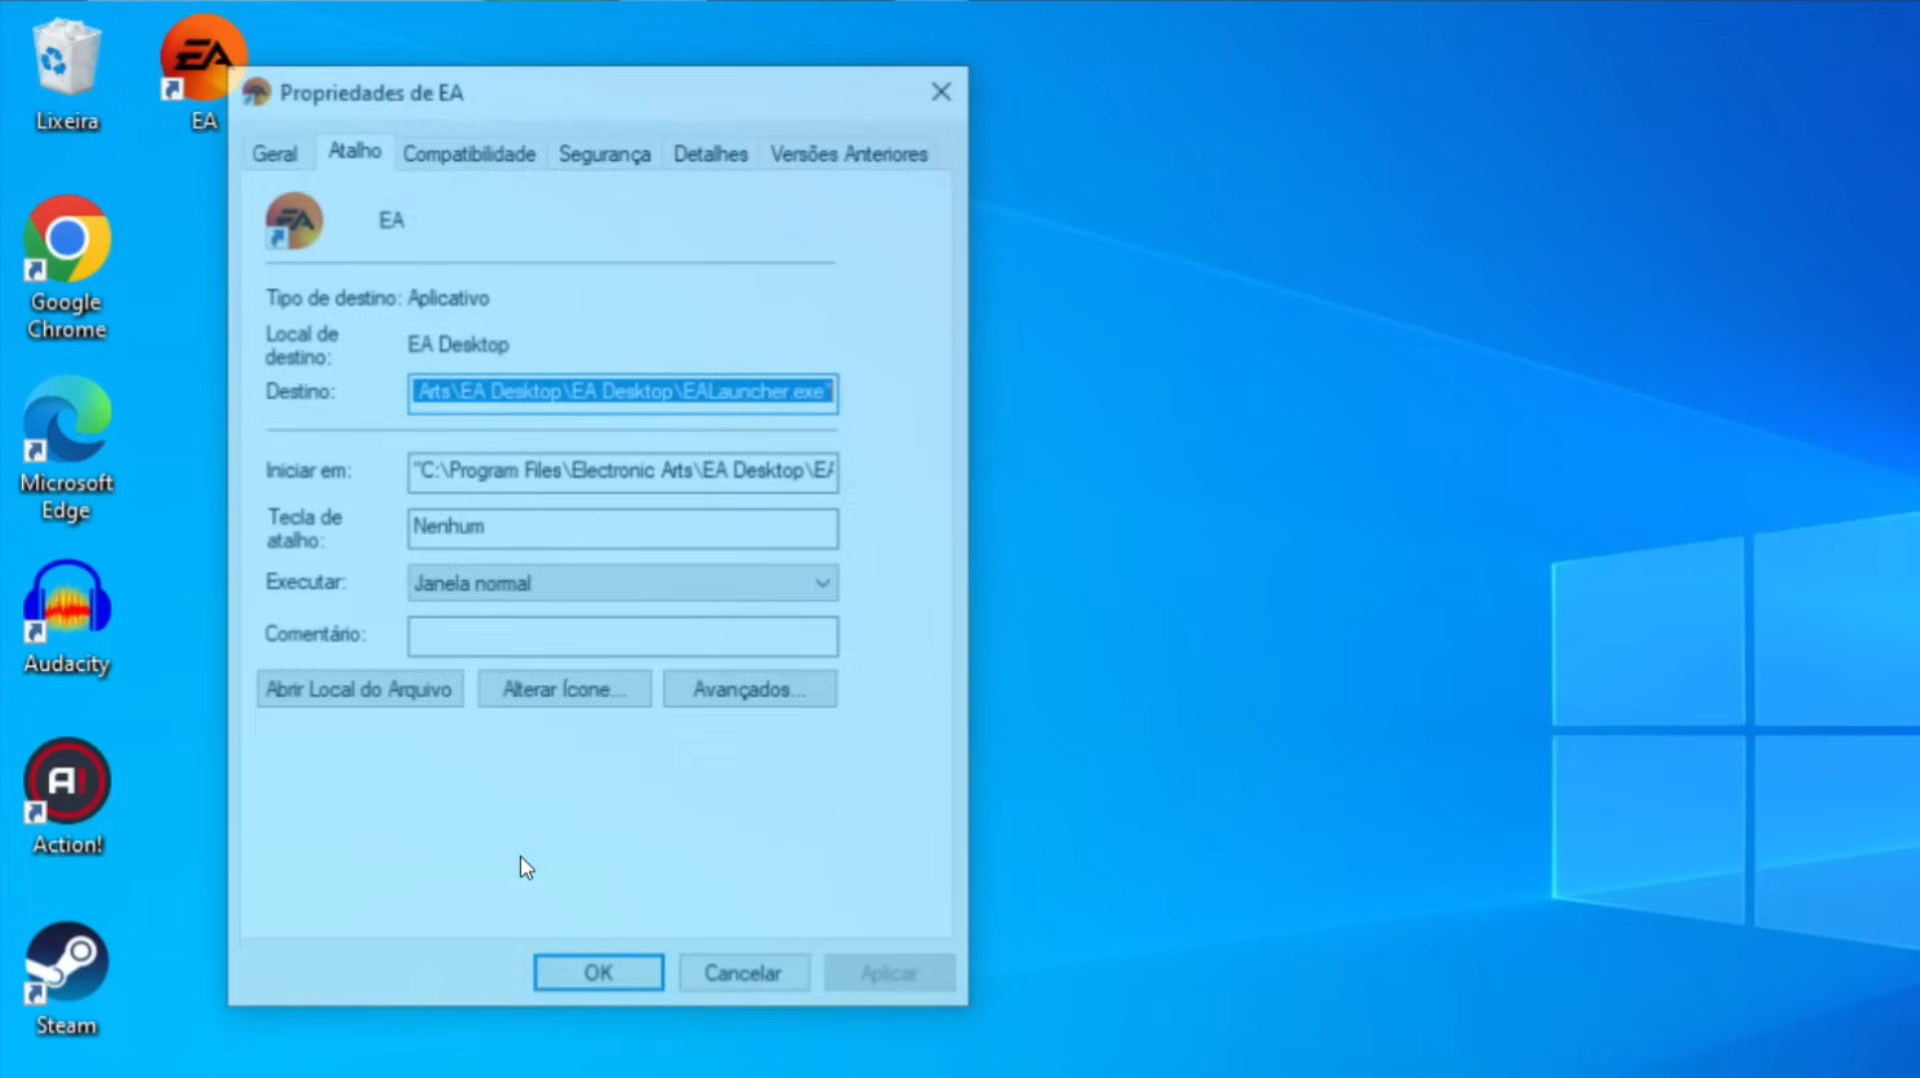 Lixeira
EA
EA
Google
Chrome
Microsoft
Edge
Audacity
A!
Action!
Steam
Propriedades de EA
Geral
Atalho
Compatibilidade
Segurança
Detalhes
Versões Anteriores
EA
EA
Tipo de destino: Aplicativo
Local de
destino:
EA Desktop
Destino:
Arts\EA Desktop\EA Desktop\EALauncher.exe"
Iniciar em:
"C:\Program Files\Electronic Arts\EA Desktop\EA
Tecla de
atalho:
Nenhum
Executar:
Janela normal
Comentário:
Abrir Local do Arquivo
Alterar Ícone...
Avançados...
OK
Cancelar
Aplicar